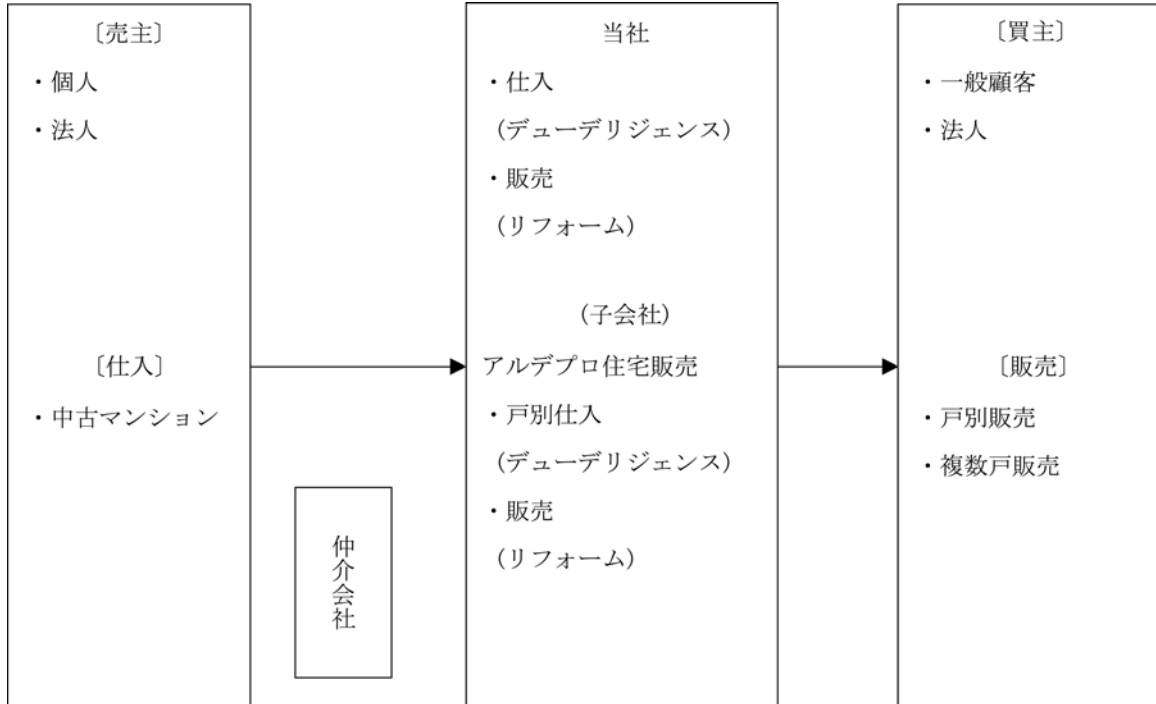 〔売主〕
・個人
・法人
〔仕入〕
・中古マンション
仲介会社
当社
・仕入
(デューデリジェンス)
・販売
(リフォーム)
(子会社)
アルデプロ住宅販売
・戸別仕入
(デューデリジェンス)
・販売
(リフォーム)
〔買主〕
・一般顧客
・法人
〔販売〕
・戸別販売
・複数戸販売